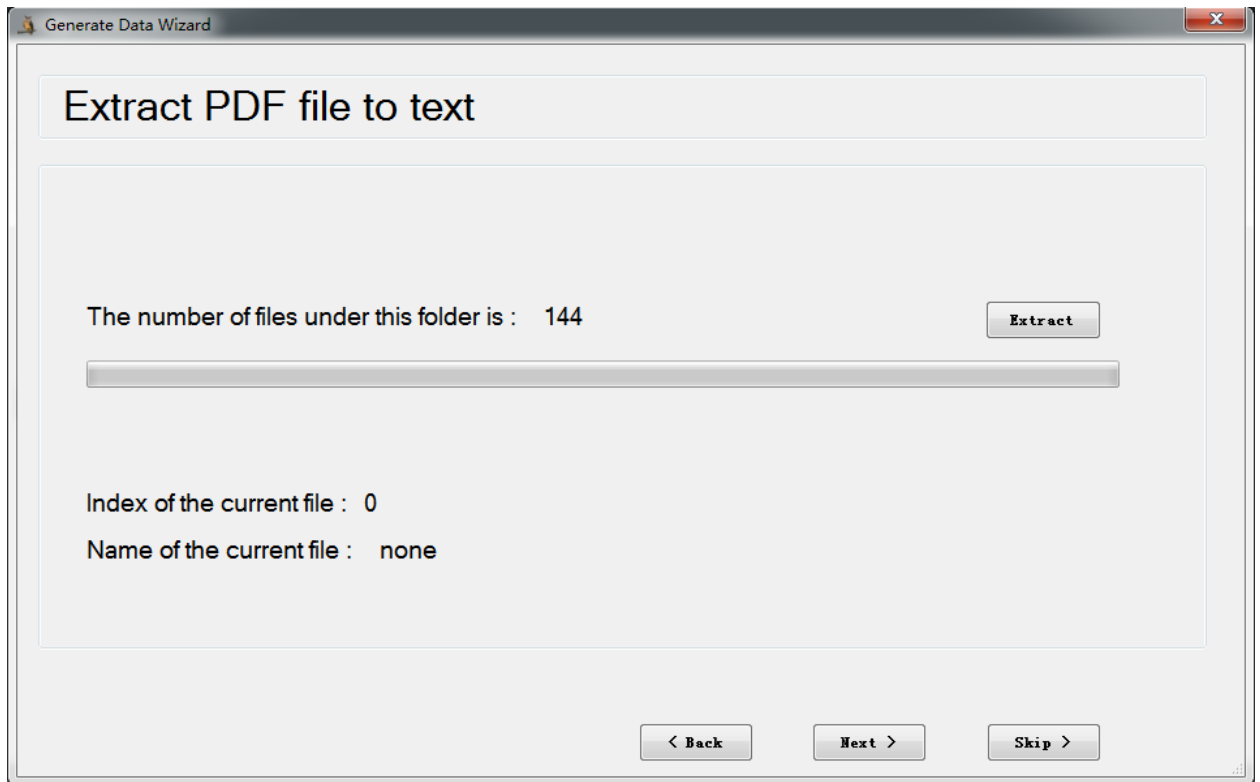 Generate Data Wizard
Extract PDF file to text
The number of files under this folder is : 144
Extract
Index of the current file : 0
Name of the current file : none
< Back
Next >
Skip >